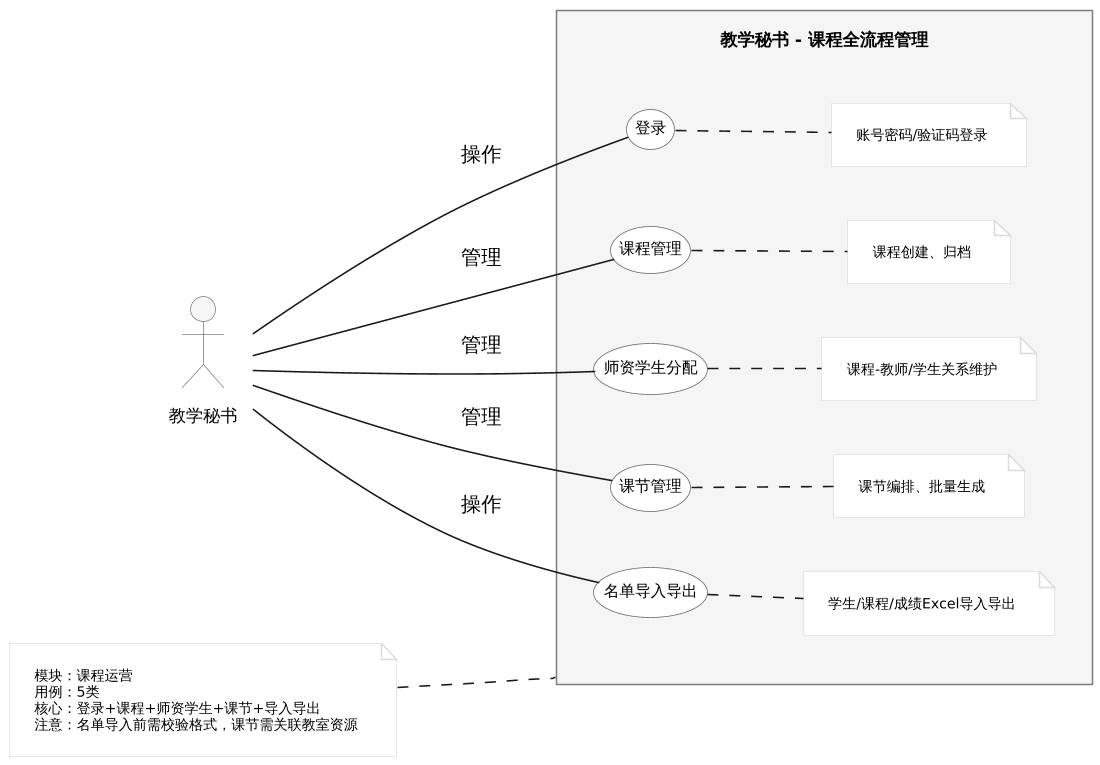 教学秘书 - 课程全流程管理
登录
账号密码/验证码登录
操作
课程管理
课程创建、归档
管理
师资学生分配
课程-教师/学生关系维护
管理
教学秘书
课节管理
课节编排、批量生成
管理
名单导入导出
学生/课程/成绩Excel导入导出
操作
模块：课程运营
用例：5类
核心：登录+课程+师资学生+课节+导入导出
注意：名单导入前需校验格式，课节需关联教室资源